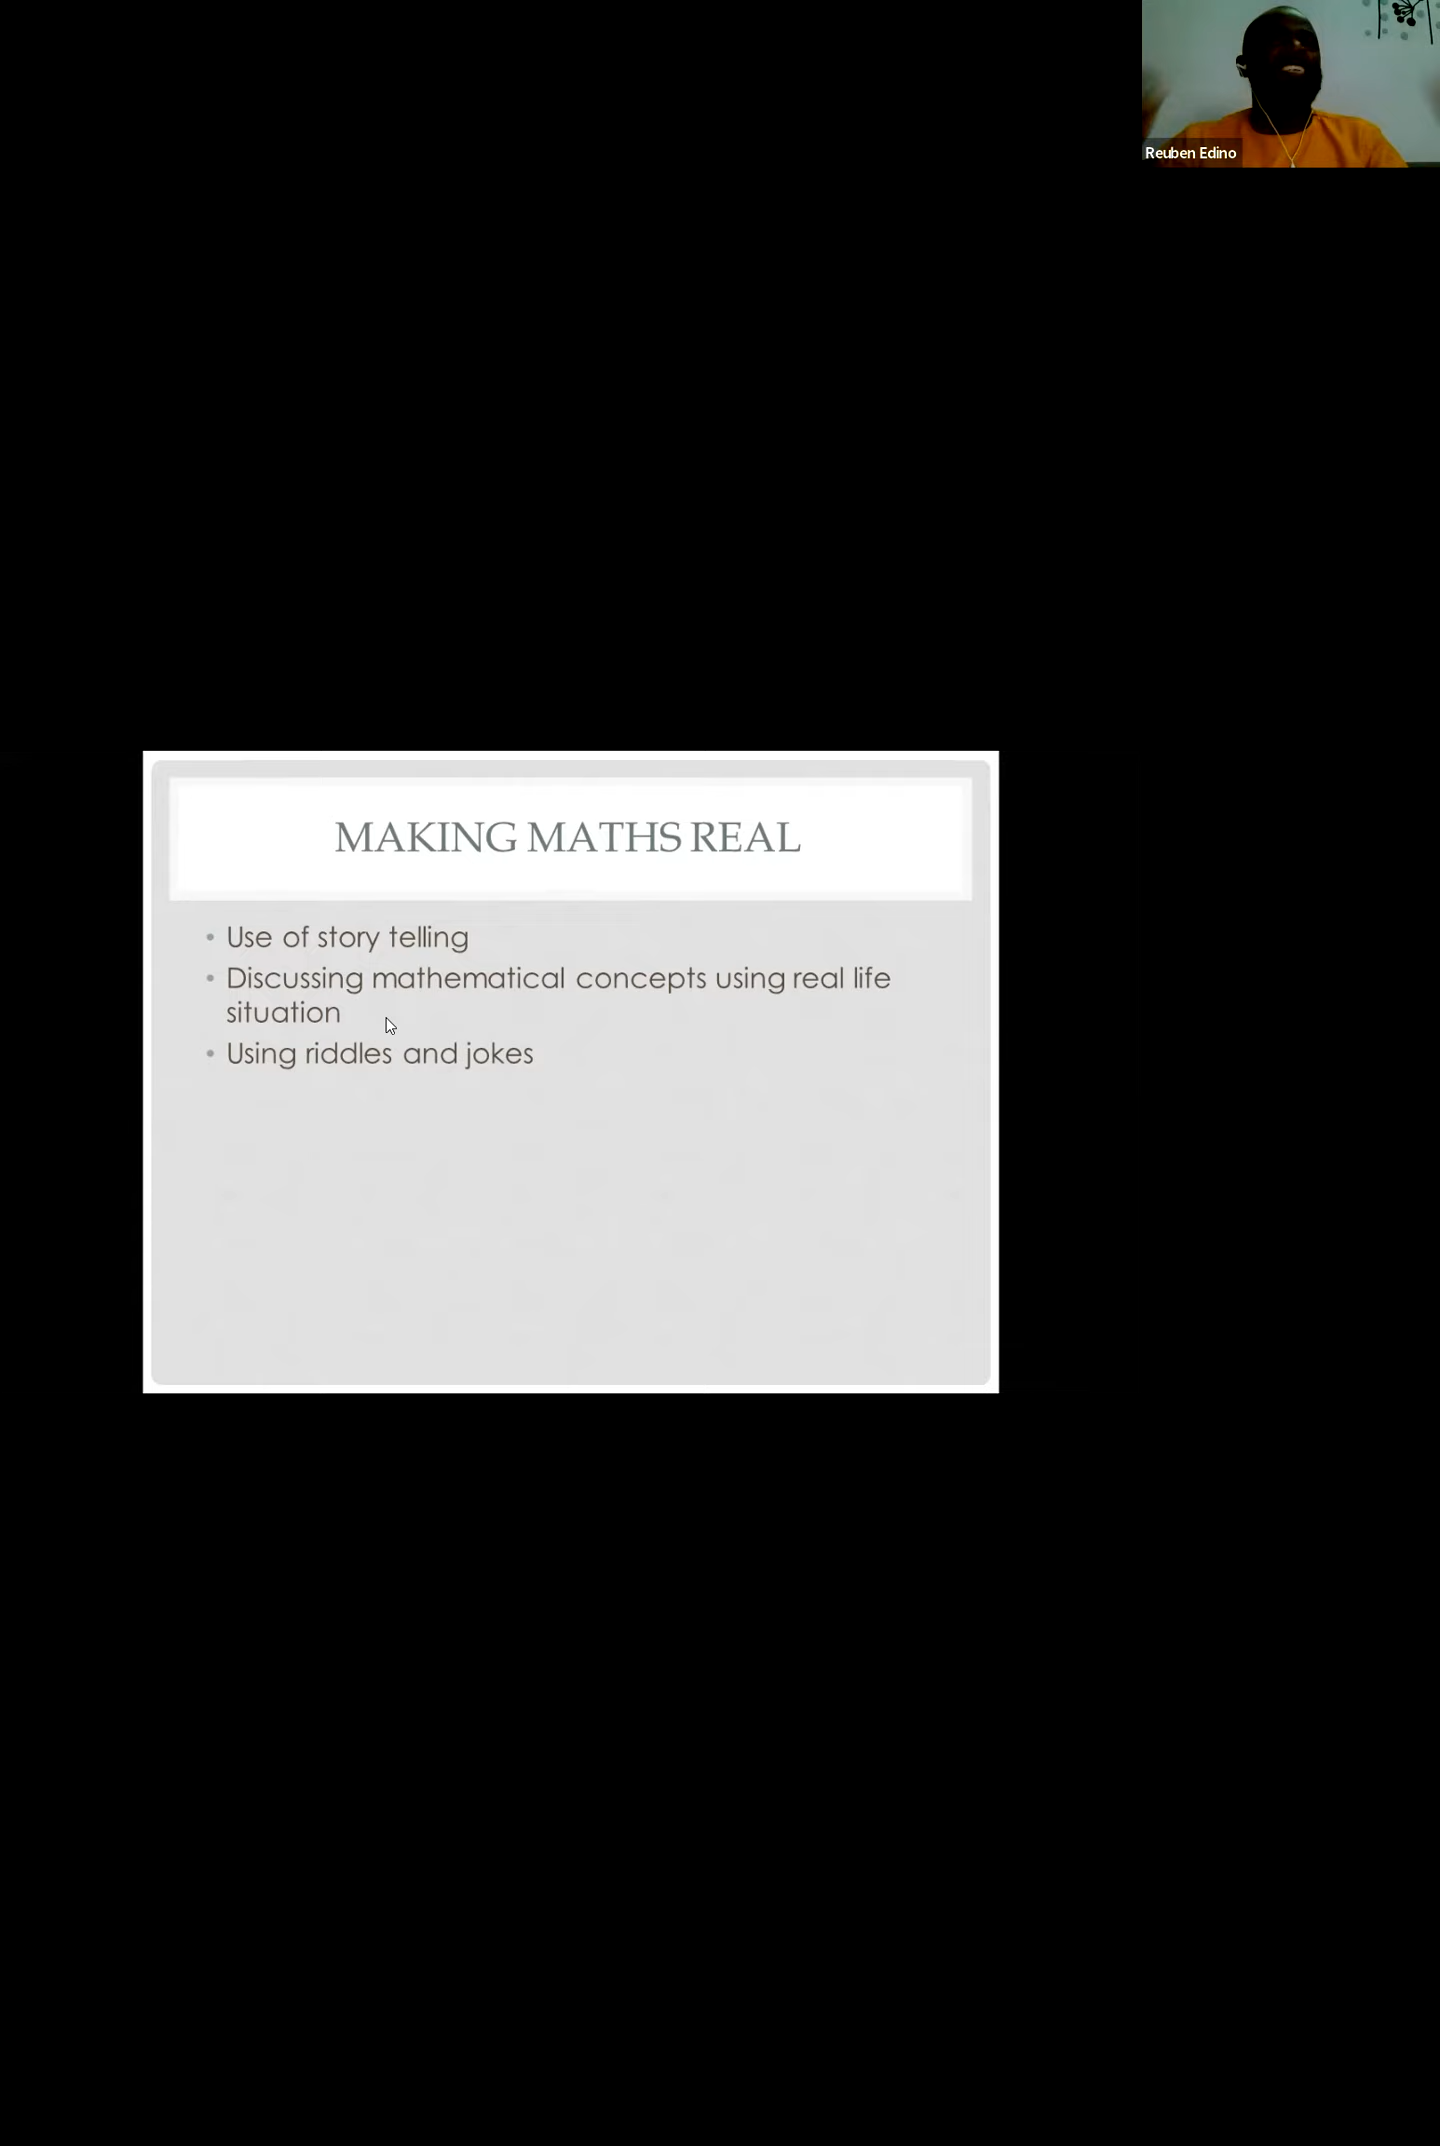 Reuben Edino
MAKING MATHS REAL
• Use of story telling
• Discussing mathematical concepts using real life
situation
• Using riddles and jokes